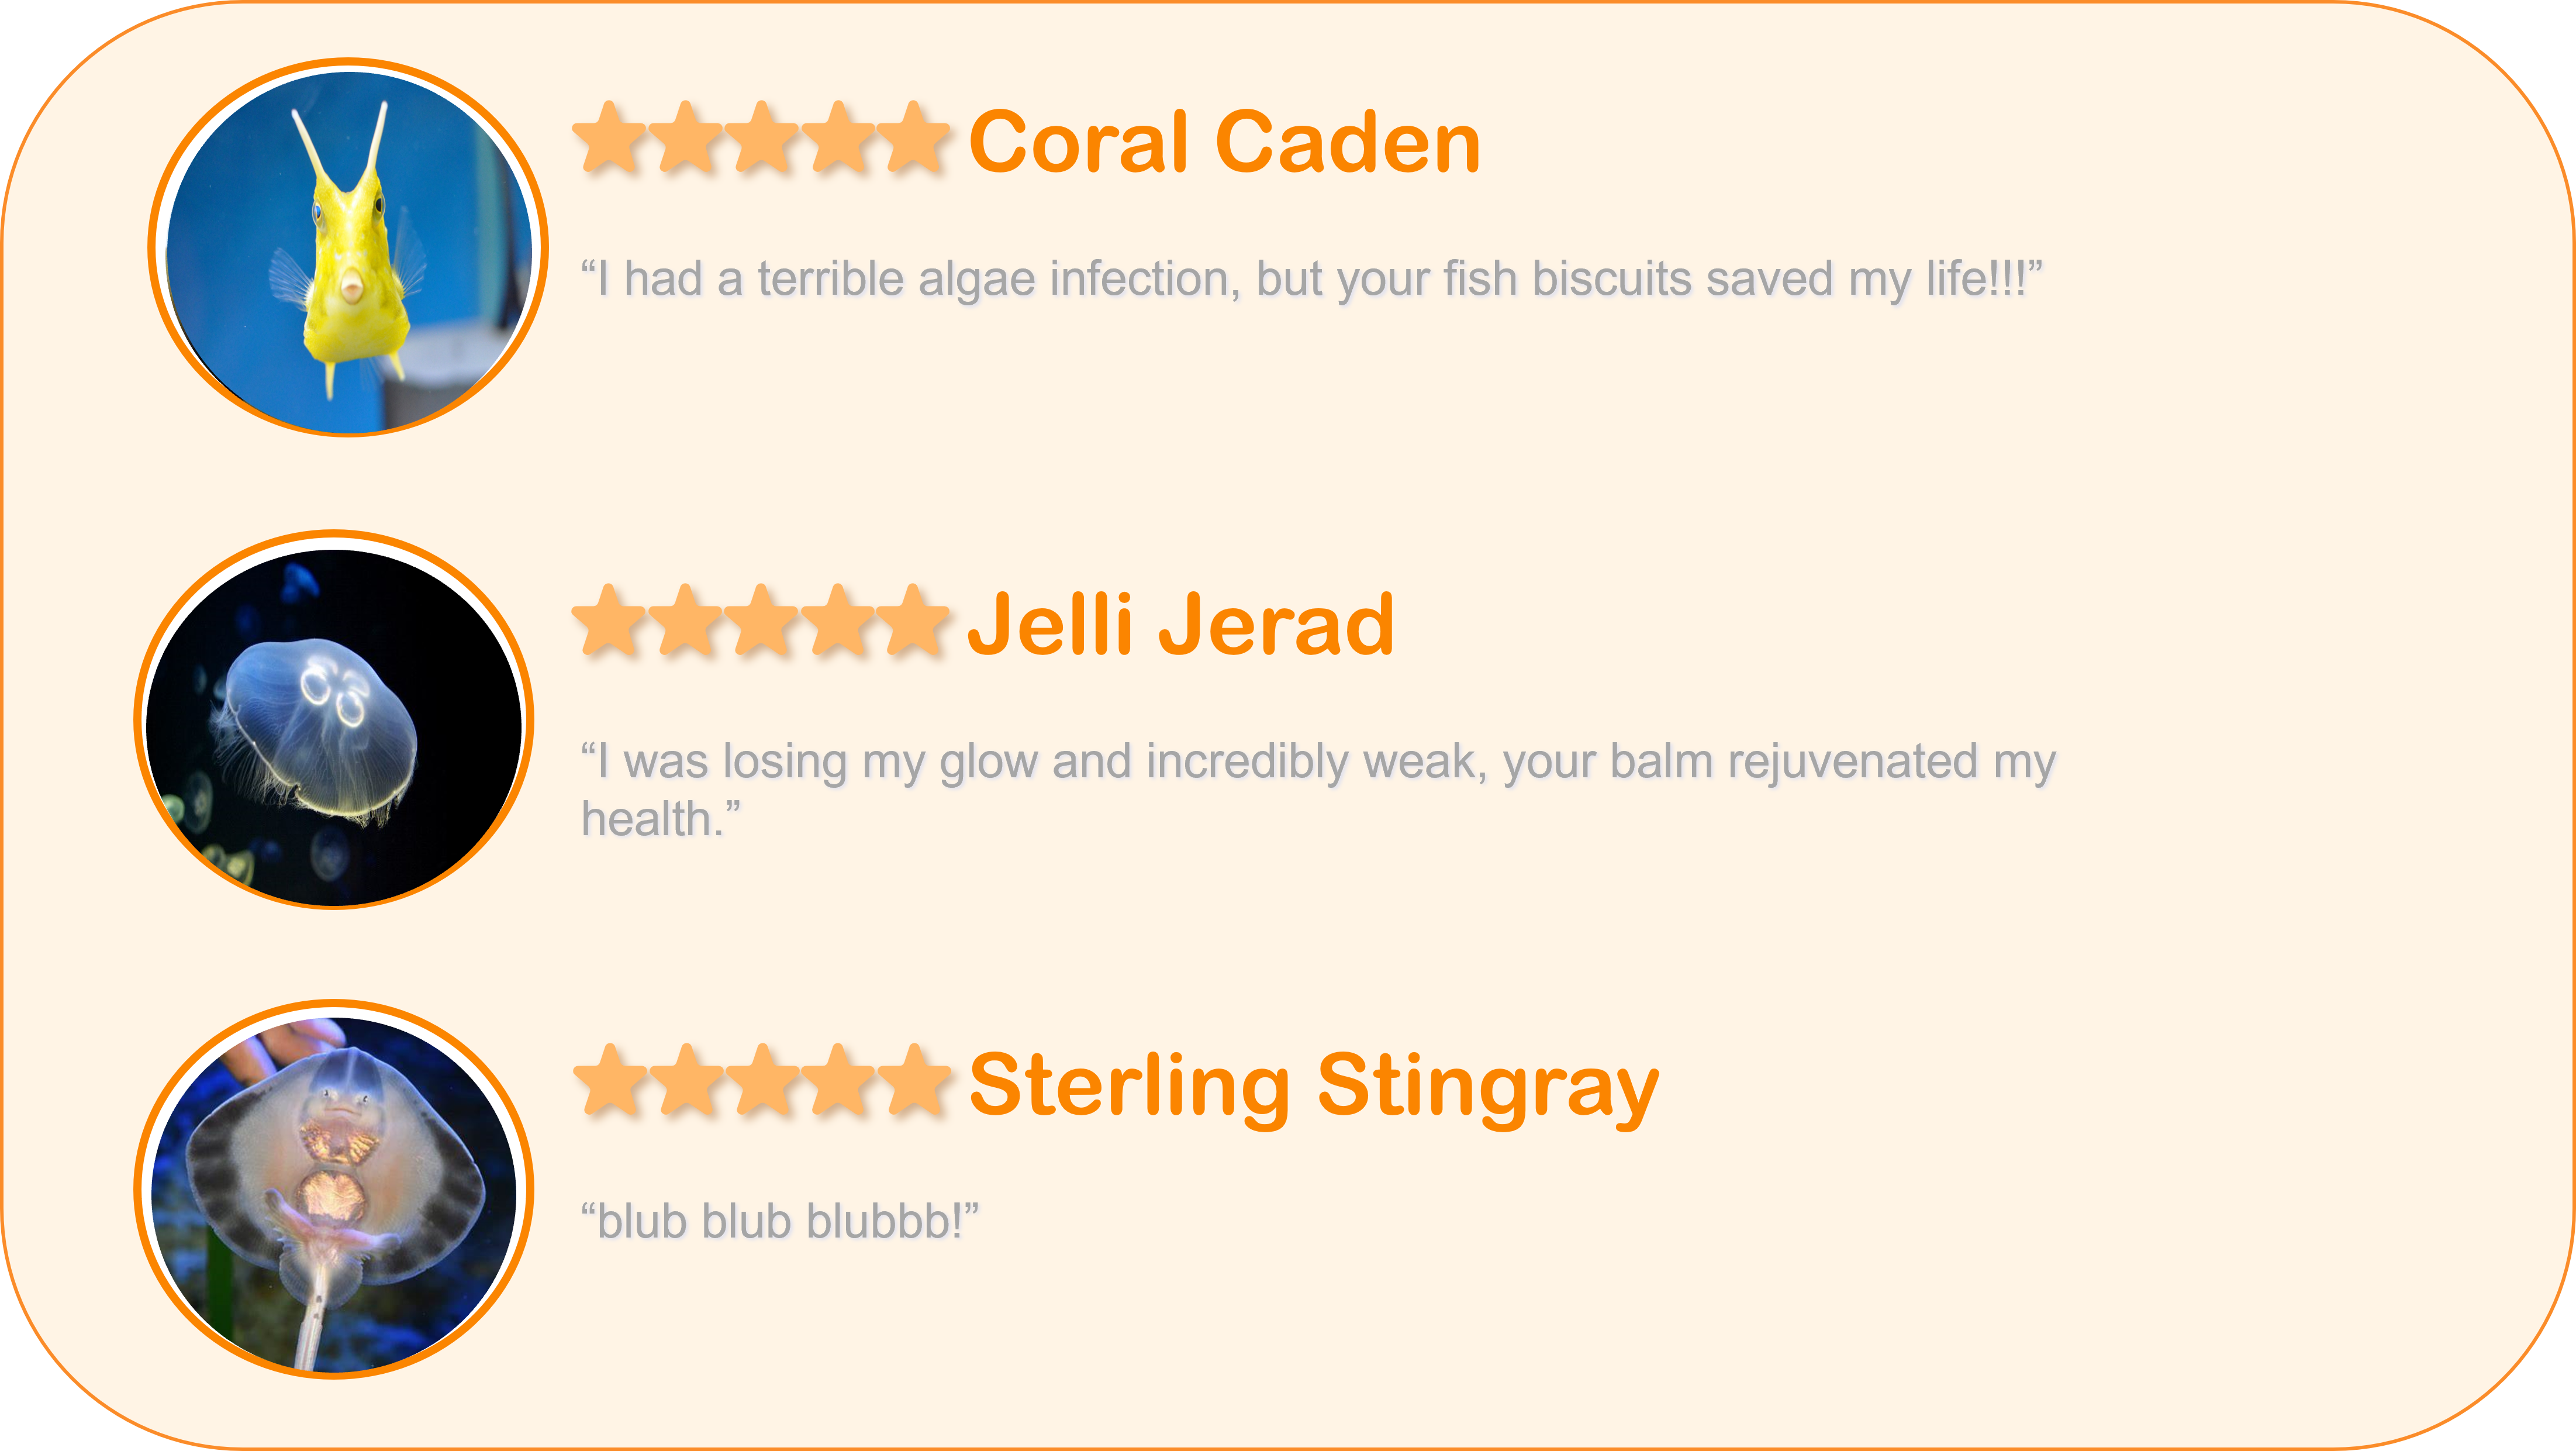 Coral Caden
“I had a terrible algae infection, but your fish biscuits saved my life!!!”
Jelli Jerad
“I was losing my glow and incredibly weak, your balm rejuvenated my
health.”
Sterling Stingray
“blub blub blubbb!”